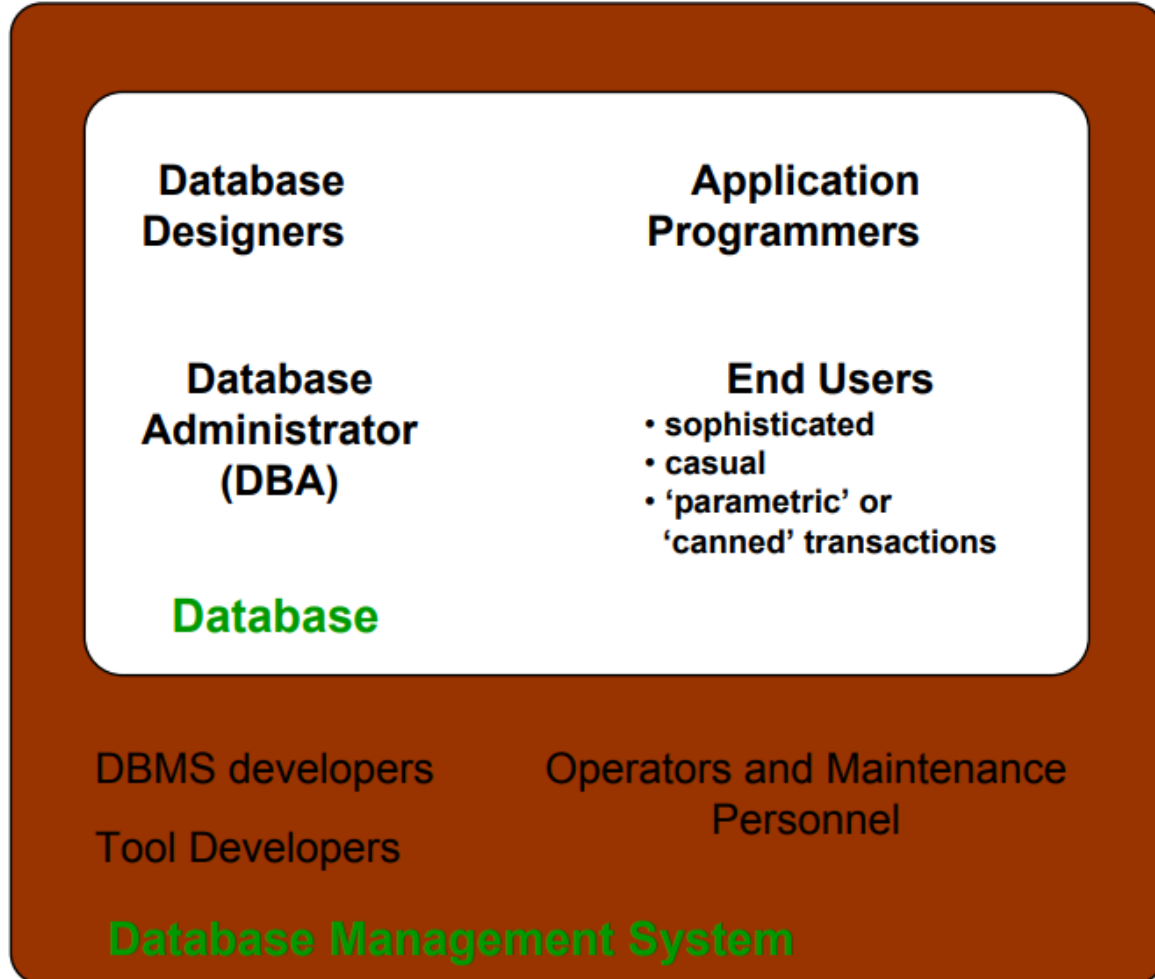 Database
Designers
Application
Programmers
Database
Administrator
(DBA)
End Users
• sophisticated
• casual
• ‘parametric’ or
‘canned’ transactions
Database
DBMS developers
Tool Developers
Operators and Maintenance
Personnel
Database Management System